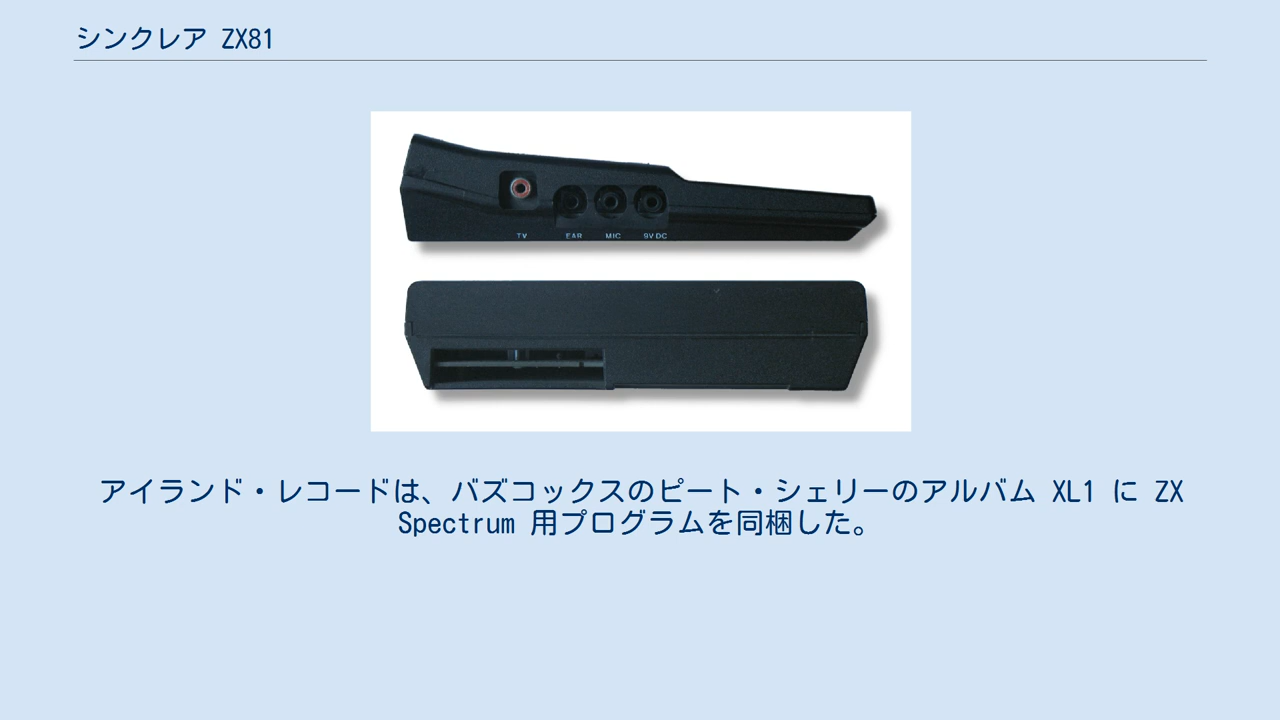 シンクレア ZX81
TV EAR MIC 9V DC
アイランド・レコードは、バズコックスのピート・シェリーのアルバム XL1 に ZX
Spectrum 用プログラムを同梱した。